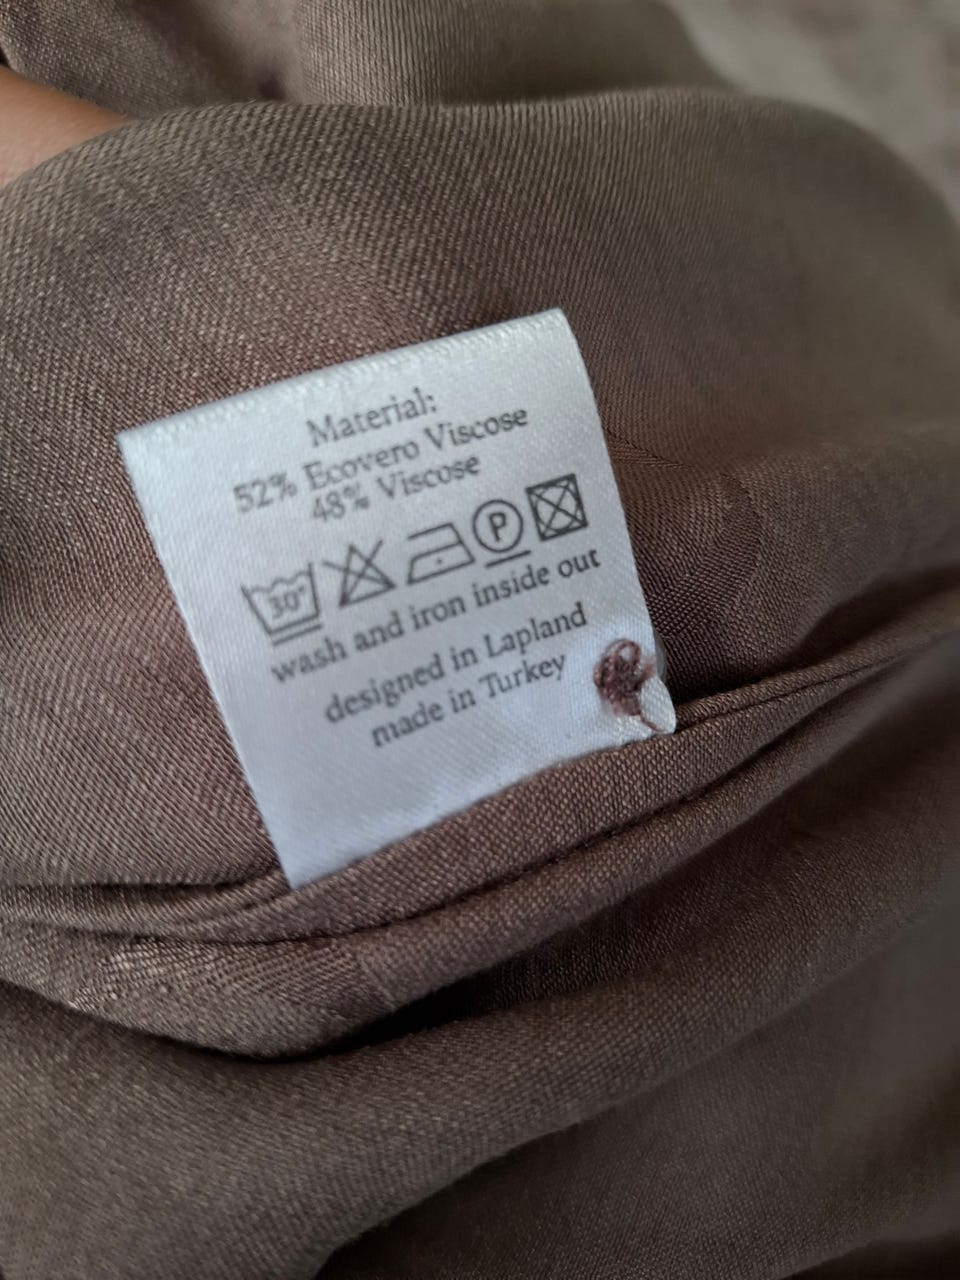 Material:
52% Ecovero Viscose
48% Viscose
30° P
wash and iron inside out
designed in Lapland
made in Turkey